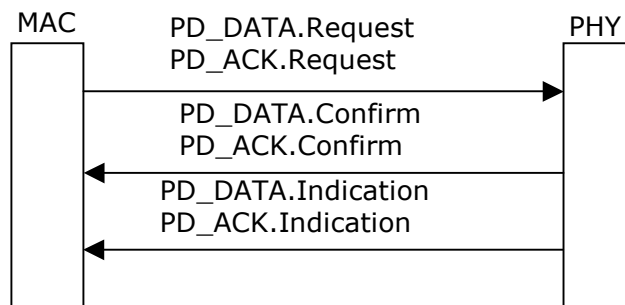 MAC
PHY
PD_DATA.Request
PD_ACK.Request
PD_DATA.Confirm
PD_ACK.Confirm
PD_DATA.Indication
PD_ACK.Indication